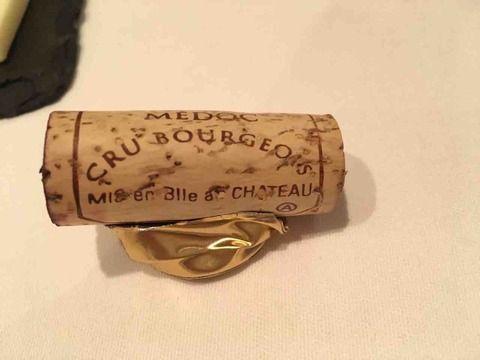 MEDOC
CRU BOURGEOIS
Mis en Blle au CHATEAU
A